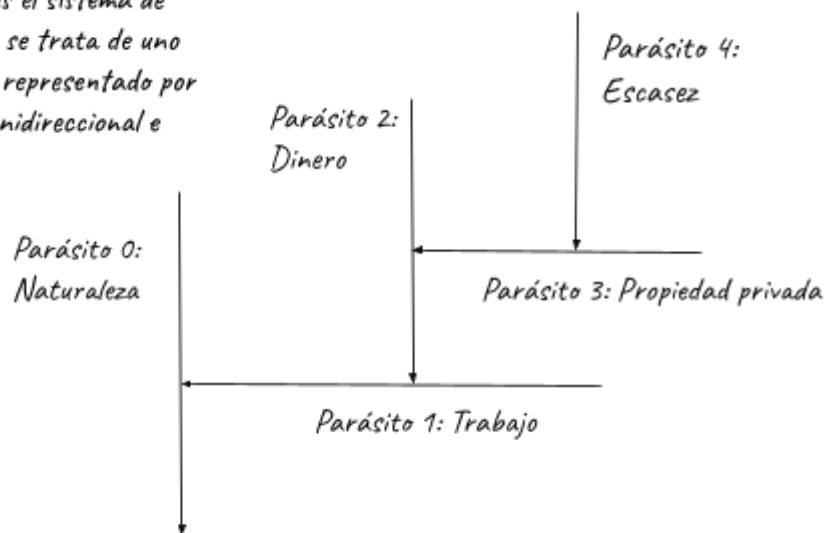 el sistema de
se trata de uno
representado por
e
Parásito 4:
Escasez
Parásito 2:
Dinero
Parásito 0:
Naturaleza
Parásito 3: Propiedad privada
Parásito 1: Trabajo